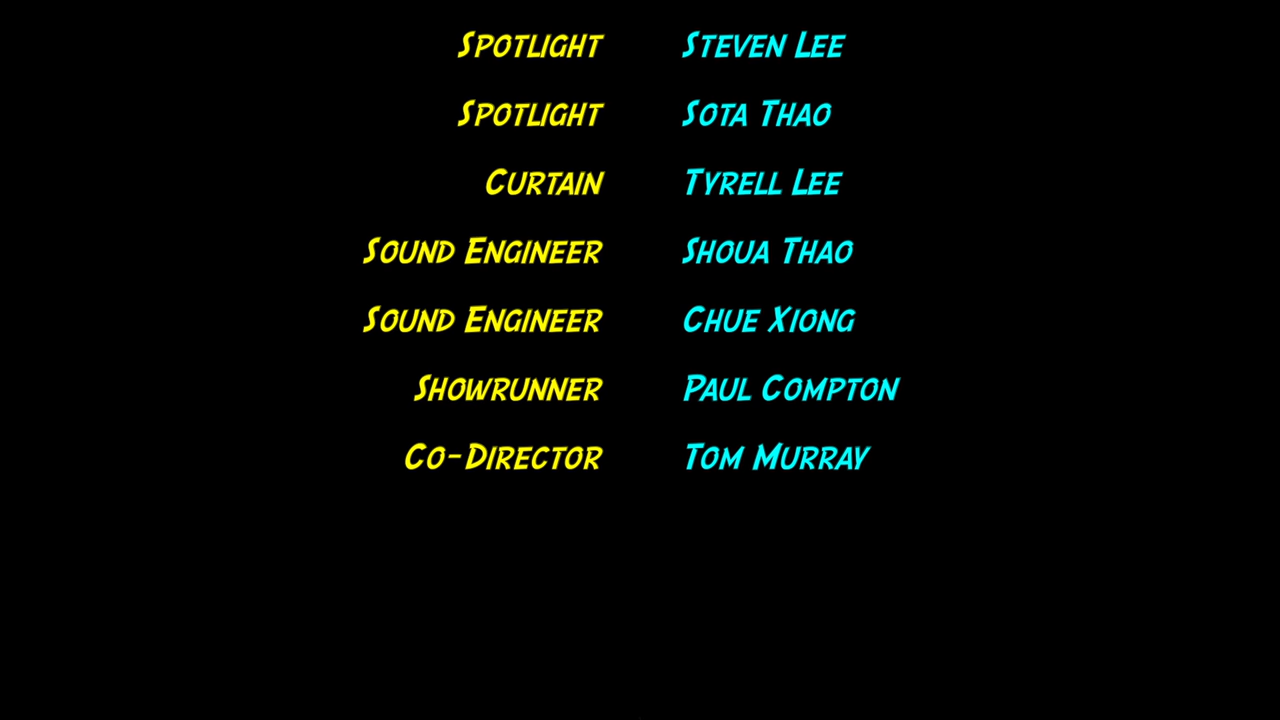 Spotlight Steven Lee
Spotlight Sota Thao
Curtain Tyrell Lee
Sound Engineer Shoua Thao
Sound Engineer Chue Xiong
Showrunner Paul Compton
Co-Director Tom Murray